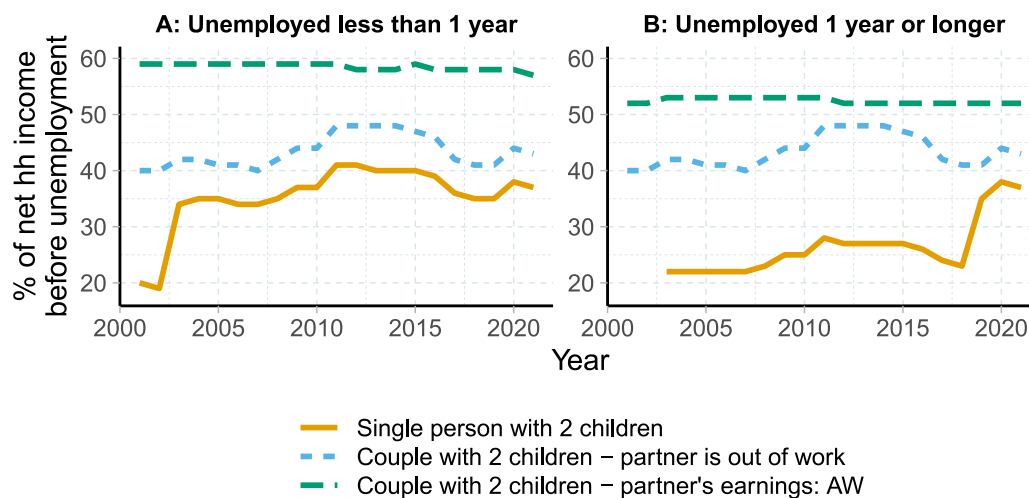 A: Unemployed less than 1 year
B: Unemployed 1 year or longer
% of net hh income
before unemployment
60
50
40
30
20
60
50
40
30
20
2000 2005 2010 2015 2020
2000 2005 2010 2015 2020
Year
Single person with 2 children
Couple with 2 children − partner is out of work
Couple with 2 children − partner's earnings: AW